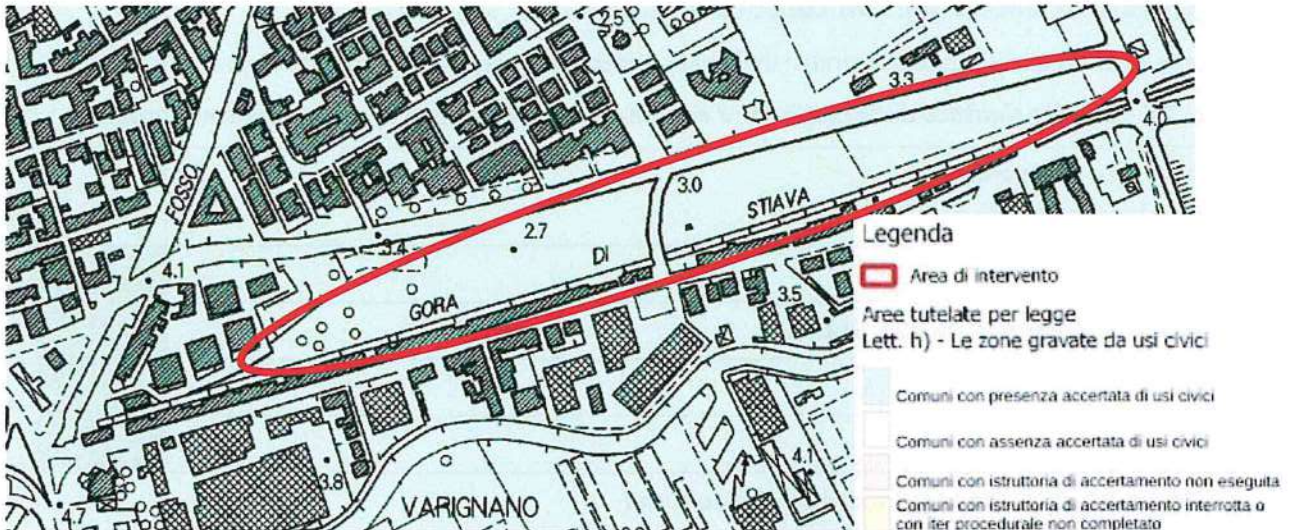 2.5
3.3
4.0
FOSSO
3.0
STIAVA
3.4
2.7
DI
4.1
GORA
3.5
3.8
VARIGNANO
4.1
4.7
Legenda
Area di intervento
Aree tutelate per legge
Lett. h) - Le zone gravate da usi civici
Comuni con presenza accertata di usi civici
Comuni con assenza accertata di usi civici
Comuni con istruttoria di accertamento non eseguita
Comuni con istruttoria di accertamento interrotta o
con iter procedurale non completato